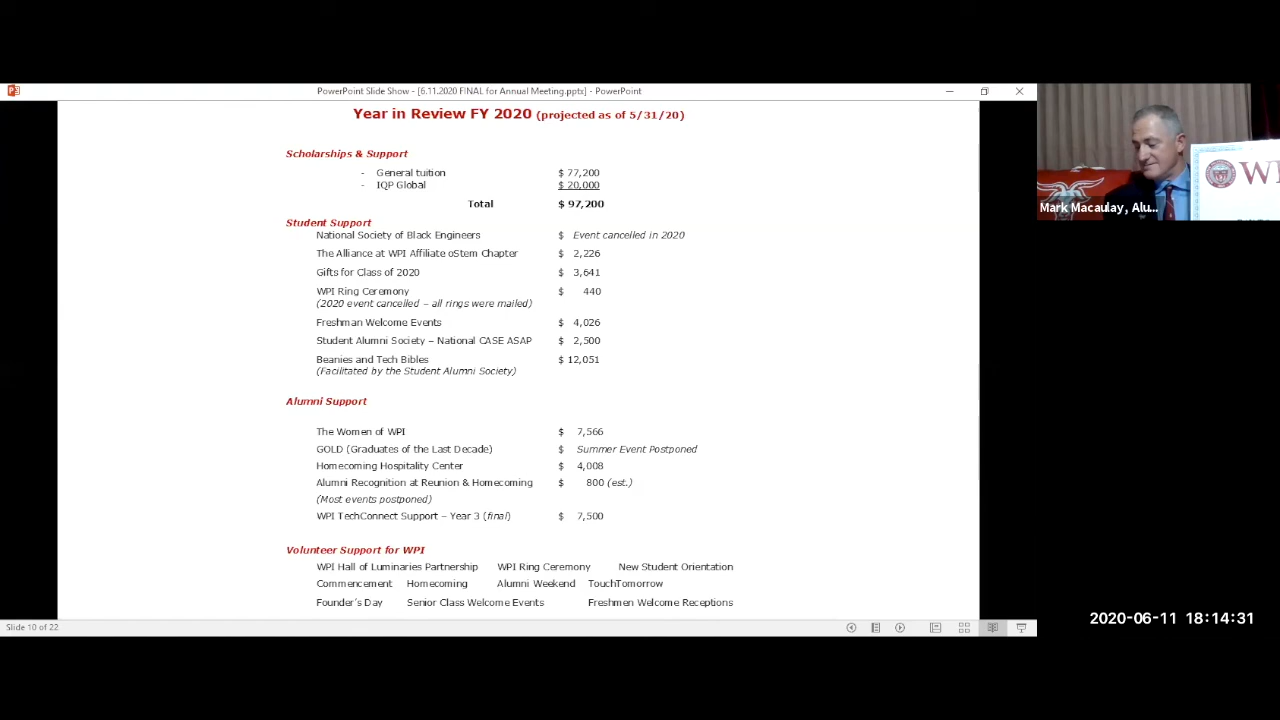 PowerPoint Slide Show - [6.11.2020 FINAL for Annual Meeting.pptx] - PowerPoint
Year in Review FY 2020 (projected as of 5/31/20)
Scholarships & Support
- General tuition $ 77,200
- IQP Global $ 20,000
Total $ 97,200
Student Support
National Society of Black Engineers $ Event cancelled in 2020
The Alliance at WPI Affiliate oStem Chapter $ 2,226
Gifts for Class of 2020 $ 3,641
WPI Ring Ceremony $ 440
(2020 event cancelled – all rings were mailed)
Freshman Welcome Events $ 4,026
Student Alumni Society – National CASE ASAP $ 2,500
Beanies and Tech Bibles $ 12,051
(Facilitated by the Student Alumni Society)
Alumni Support
The Women of WPI $ 7,566
GOLD (Graduates of the Last Decade) $ Summer Event Postponed
Homecoming Hospitality Center $ 4,008
Alumni Recognition at Reunion & Homecoming $ 800 (est.)
(Most events postponed)
WPI TechConnect Support – Year 3 (final) $ 7,500
Volunteer Support for WPI
WPI Hall of Luminaries Partnership WPI Ring Ceremony New Student Orientation
Commencement Homecoming Alumni Weekend TouchTomorrow
Founder's Day Senior Class Welcome Events Freshmen Welcome Receptions
Slide 10 of 22
W
Mark Macaulay, Alu...
2020-06-11 18:14:31